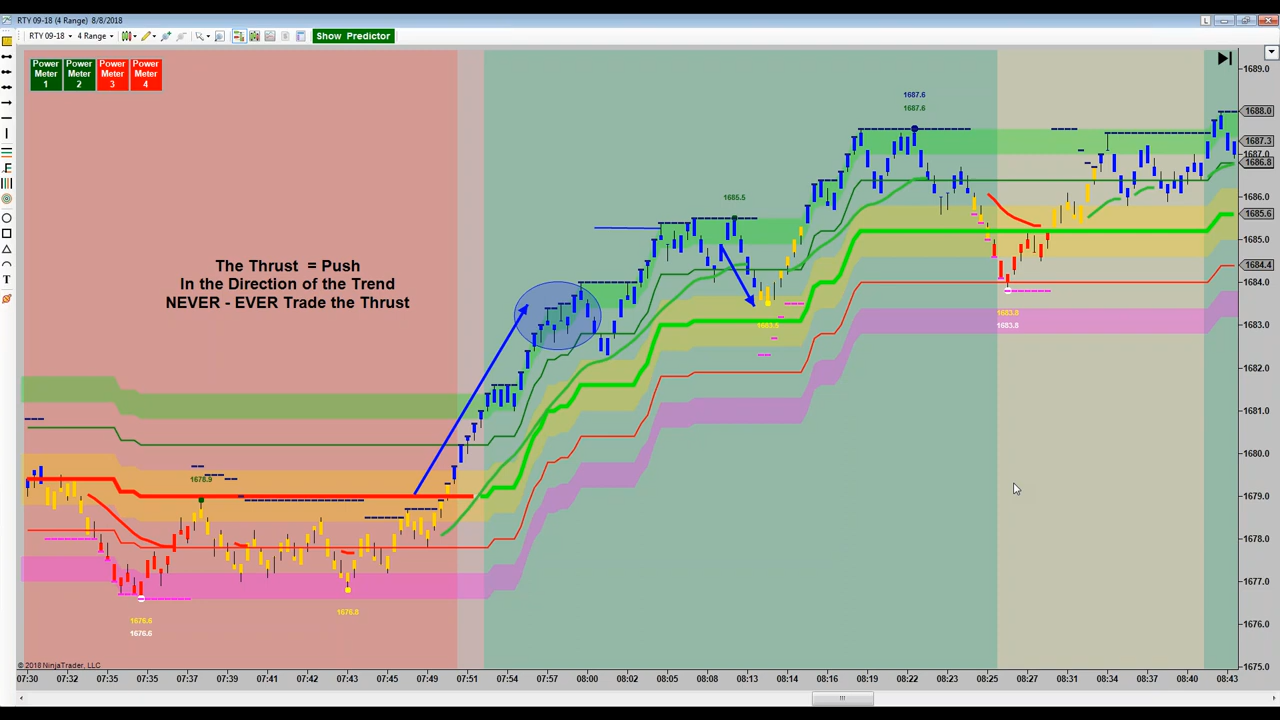 RTY 09-18 (4 Range) 8/8/2018
L
RTY 09-18
4 Range
Show Predictor
Power Meter 1
Power Meter 2
Power Meter 3
Power Meter 4
The Thrust = Push
In the Direction of the Trend
NEVER - EVER Trade the Thrust
1687.6
1687.6
1685.5
1683.5
1683.8
1683.8
1678.9
1676.8
1676.6
1676.6
1689.0
1688.0
1687.3
1687.0
1686.8
1686.0
1685.6
1685.0
1684.4
1684.0
1683.0
1682.0
1681.0
1680.0
1679.0
1678.0
1677.0
1676.0
1675.0
© 2018 NinjaTrader, LLC
07:30 07:32 07:35 07:37 07:39 07:41 07:43 07:45 07:49 07:54 07:57 08:00 08:02 08:05 08:08 08:13 08:14 08:16 08:19 08:22 08:23 08:25 08:27 08:31 08:34 08:37 08:40 08:43